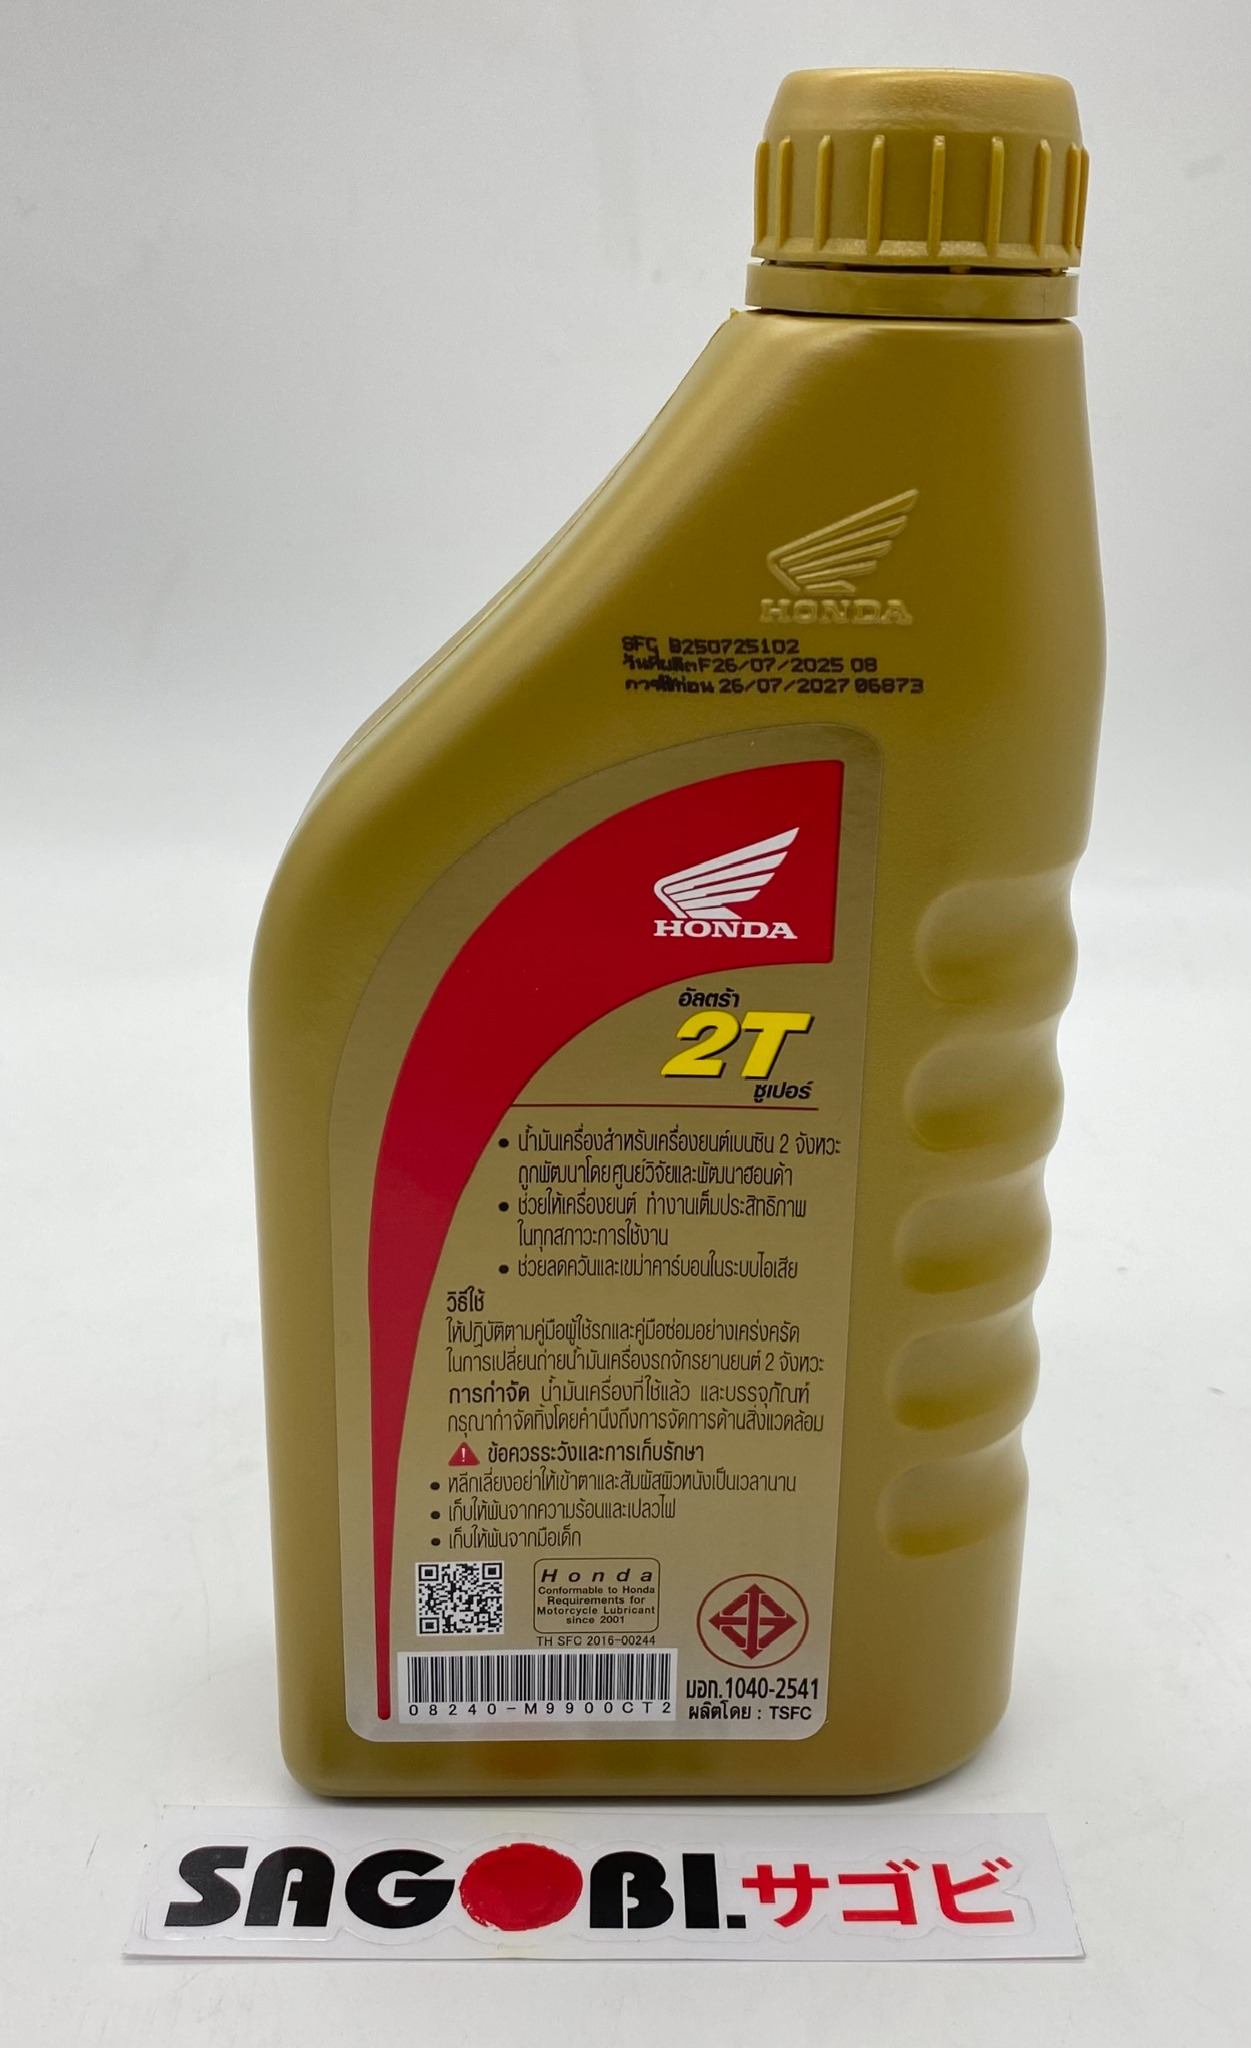 HONDA
SFC B250725102
วันที่ผลิต F26/07/2025 08
ควรใช้ก่อน 26/07/2027 06873
HONDA
อัลตร้า
2T
ซูเปอร์
• น้ำมันเครื่องสำหรับเครื่องยนต์เบนซิน 2 จังหวะ
ถูกพัฒนาโดยศูนย์วิจัยและพัฒนาฮอนด้า
• ช่วยให้เครื่องยนต์ ทำงานเต็มประสิทธิภาพ
ในทุกสภาวะการใช้งาน
• ช่วยลดควันและเขม่าคาร์บอนในระบบไอเสีย
วิธีใช้
ให้ปฏิบัติตามคู่มือผู้ใช้รถและคู่มือซ่อมอย่างเคร่งครัด
ในการเปลี่ยนถ่ายน้ำมันเครื่องรถจักรยานยนต์ 2 จังหวะ
การกำจัด น้ำมันเครื่องที่ใช้แล้ว และบรรจุภัณฑ์
กรุณากำจัดทิ้งโดยคำนึงถึงการจัดการด้านสิ่งแวดล้อม
! ข้อควรระวังและการเก็บรักษา
• หลีกเลี่ยงอย่าให้เข้าตาและสัมผัสผิวหนังเป็นเวลานาน
• เก็บให้พ้นจากความร้อนและเปลวไฟ
• เก็บให้พ้นจากมือเด็ก
Honda
Conformable to Honda
Requirements for
Motorcycle Lubricant
since 2001
TH SFC 2016-00244
08240-M9900CT2
มอก.1040-2541
ผลิตโดย : TSFC
SAGOBI.サゴビ